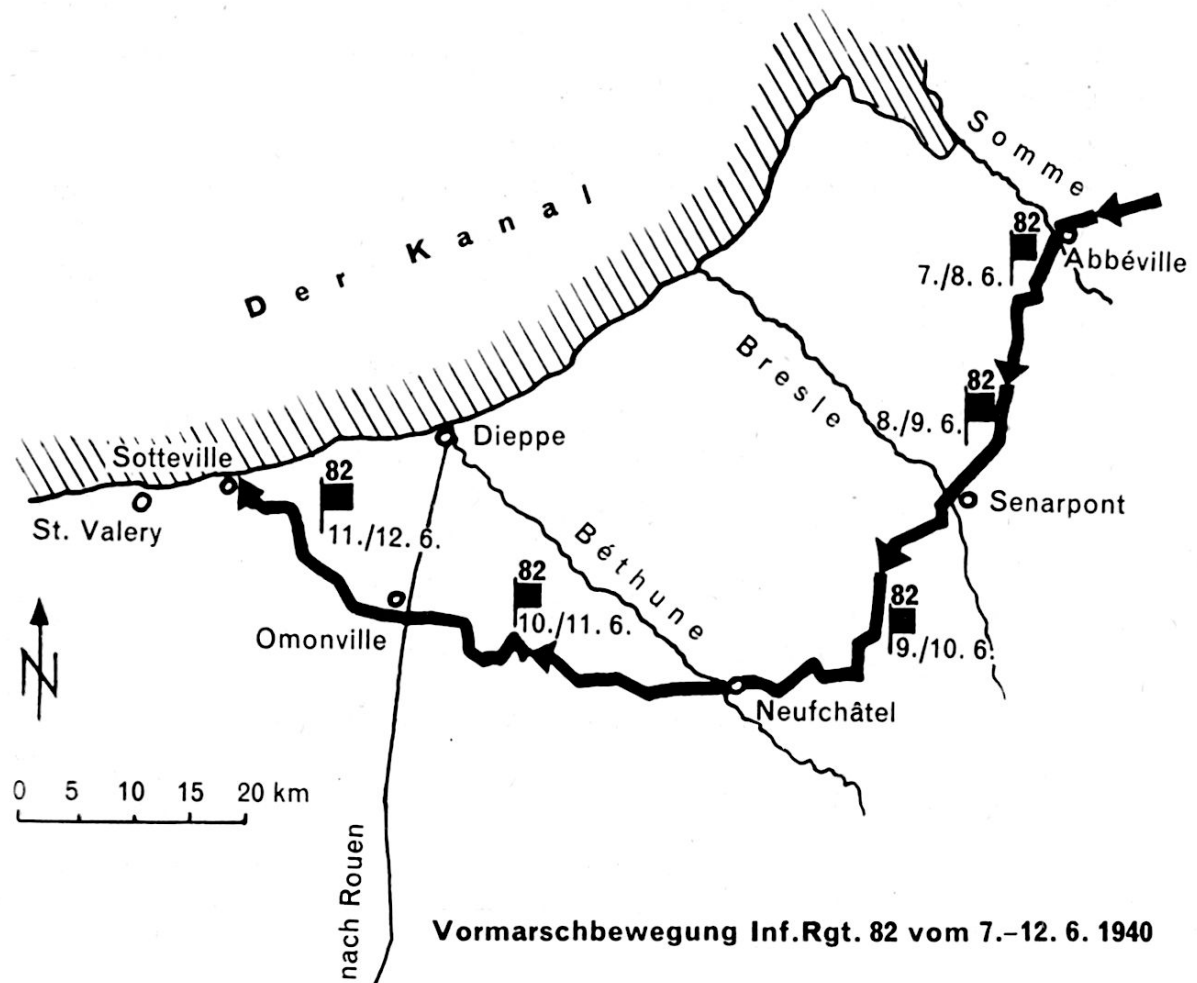 Somme
Der Kanal
82
7./8. 6.
Abbéville
Bresle
82
8./9. 6.
Dieppe
Sotteville
St. Valery
82
11./12. 6.
Senarpont
Béthune
82
10./11. 6.
82
9./10. 6.
Omonville
N
Neufchâtel
0 5 10 15 20 km
nach Rouen
Vormarschbewegung Inf.Rgt. 82 vom 7.–12. 6. 1940